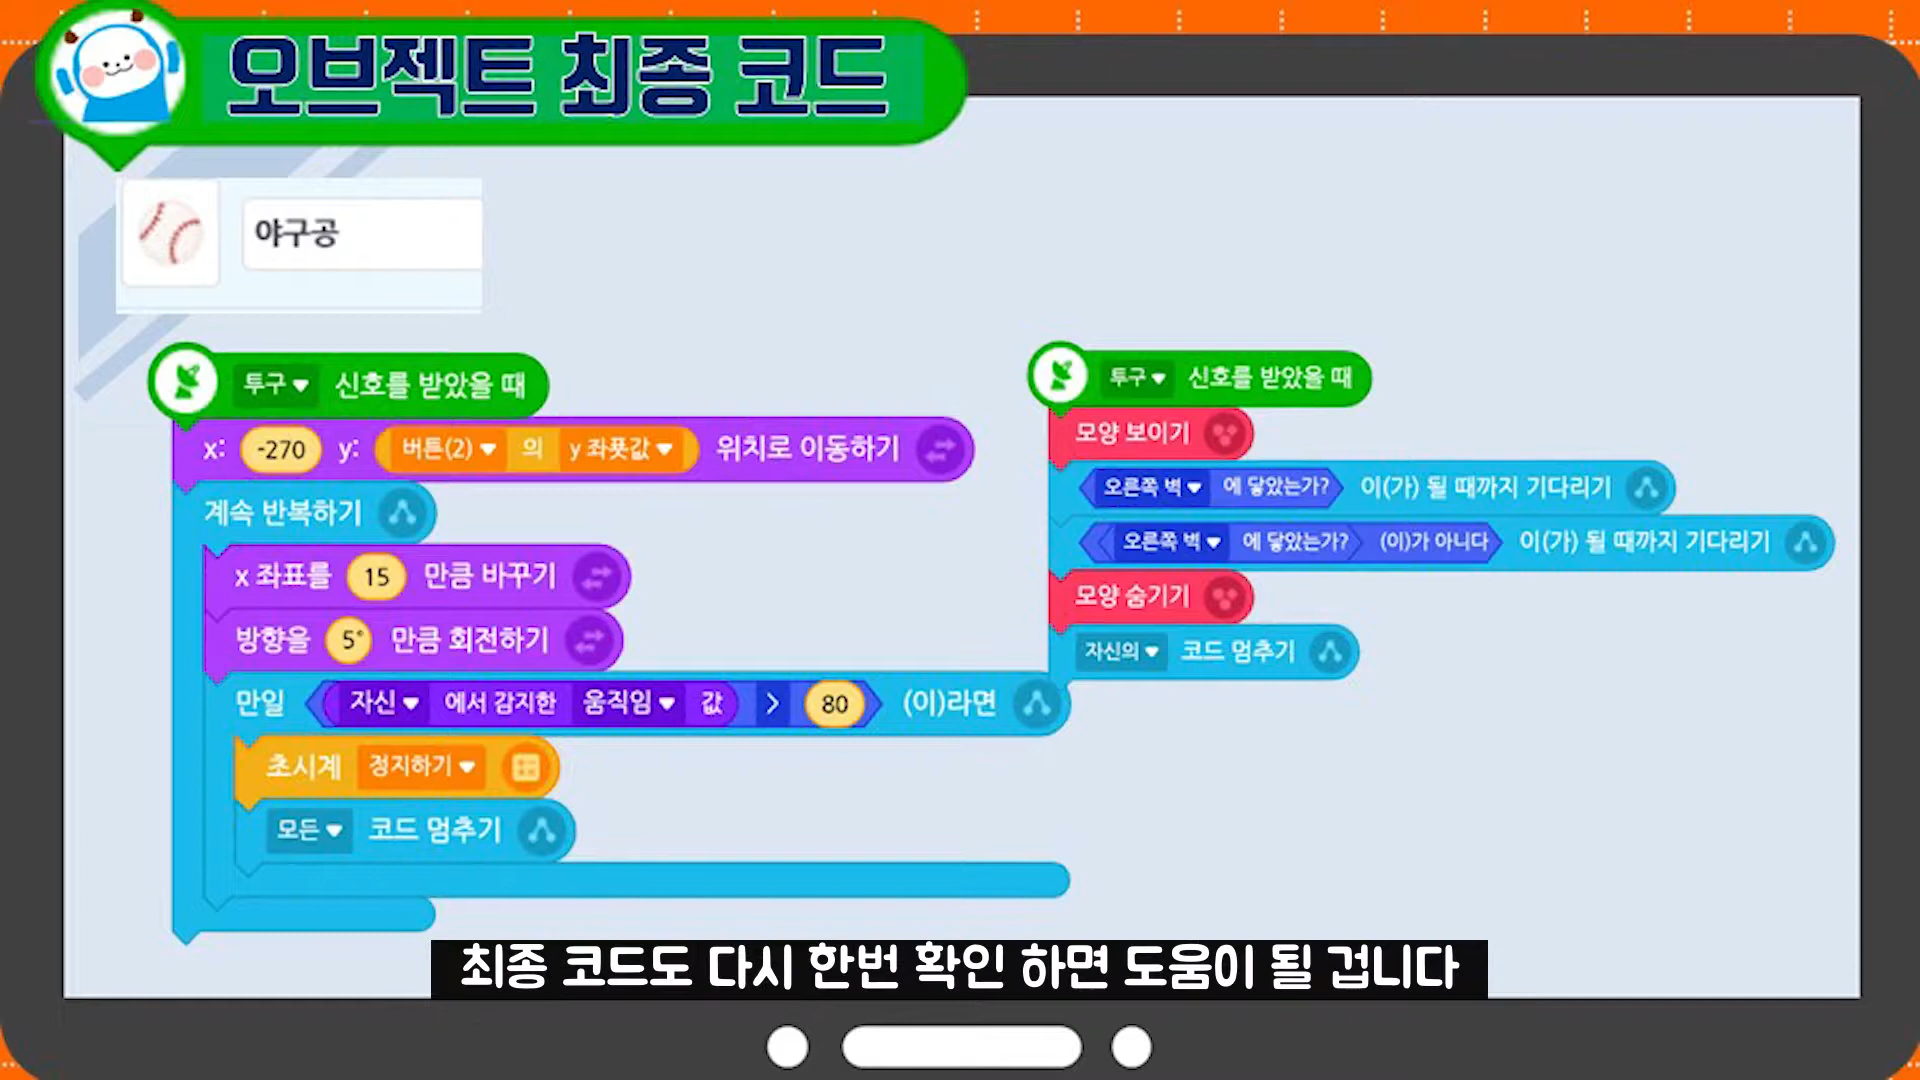 오브젝트 최종 코드
야구공
투구 신호를 받았을 때
x: -270 y: 버튼(2) 의 y 좌푯값 위치로 이동하기
계속 반복하기
x 좌표를 15 만큼 바꾸기
방향을 5° 만큼 회전하기
만일 자신 에서 감지한 움직임 값 > 80 (이)라면
초시계 정지하기
모든 코드 멈추기
투구 신호를 받았을 때
모양 보이기
오른쪽 벽 에 닿았는가? 이(가) 될 때까지 기다리기
오른쪽 벽 에 닿았는가? (이)가 아니다 이(가) 될 때까지 기다리기
모양 숨기기
자신의 코드 멈추기
최종 코드도 다시 한번 확인 하면 도움이 될 겁니다